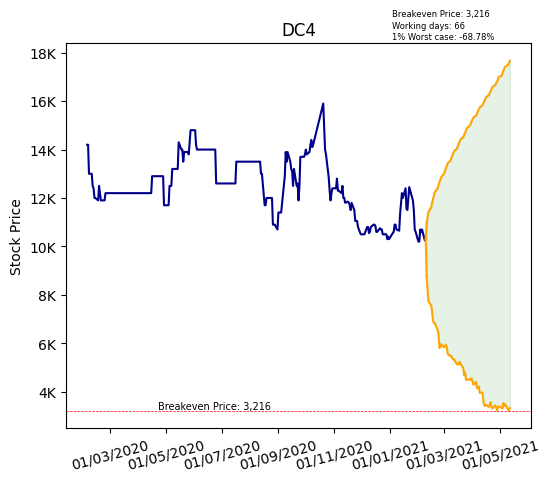 Breakeven Price: 3,216
Working days: 66
1% Worst case: -68.78%
DC4
Stock Price
18K
16K
14K
12K
10K
8K
6K
4K
Breakeven Price: 3,216
01/03/2020
01/05/2020
01/07/2020
01/09/2020
01/11/2020
01/01/2021
01/03/2021
01/05/2021